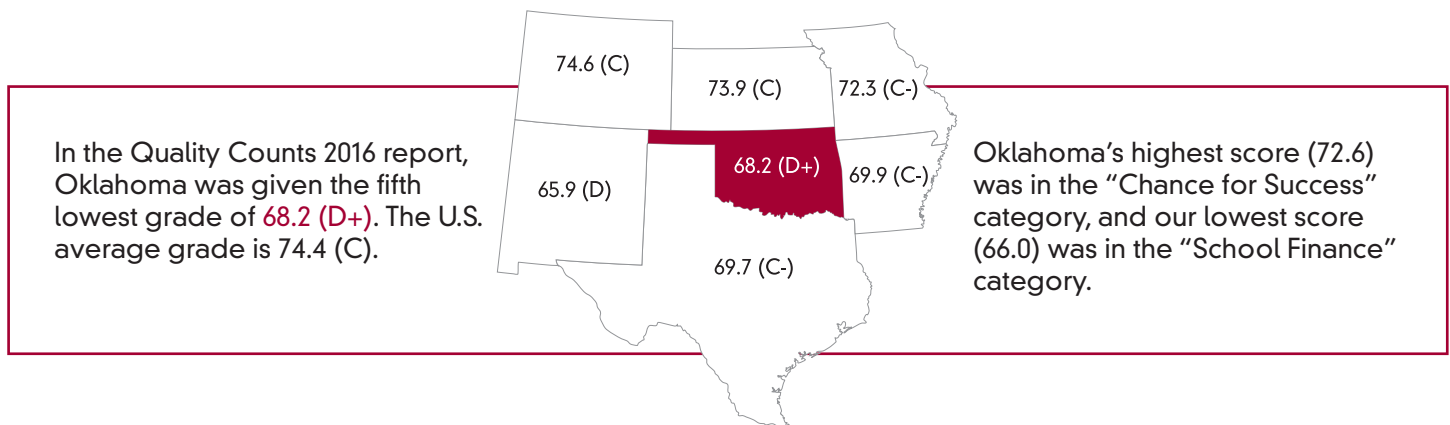 In the Quality Counts 2016 report,
Oklahoma was given the fifth
lowest grade of 68.2 (D+). The U.S.
average grade is 74.4 (C).
74.6 (C)
73.9 (C)
72.3 (C-)
65.9 (D)
68.2 (D+)
69.9 (C-)
69.7 (C-)
Oklahoma’s highest score (72.6)
was in the “Chance for Success”
category, and our lowest score
(66.0) was in the “School Finance”
category.